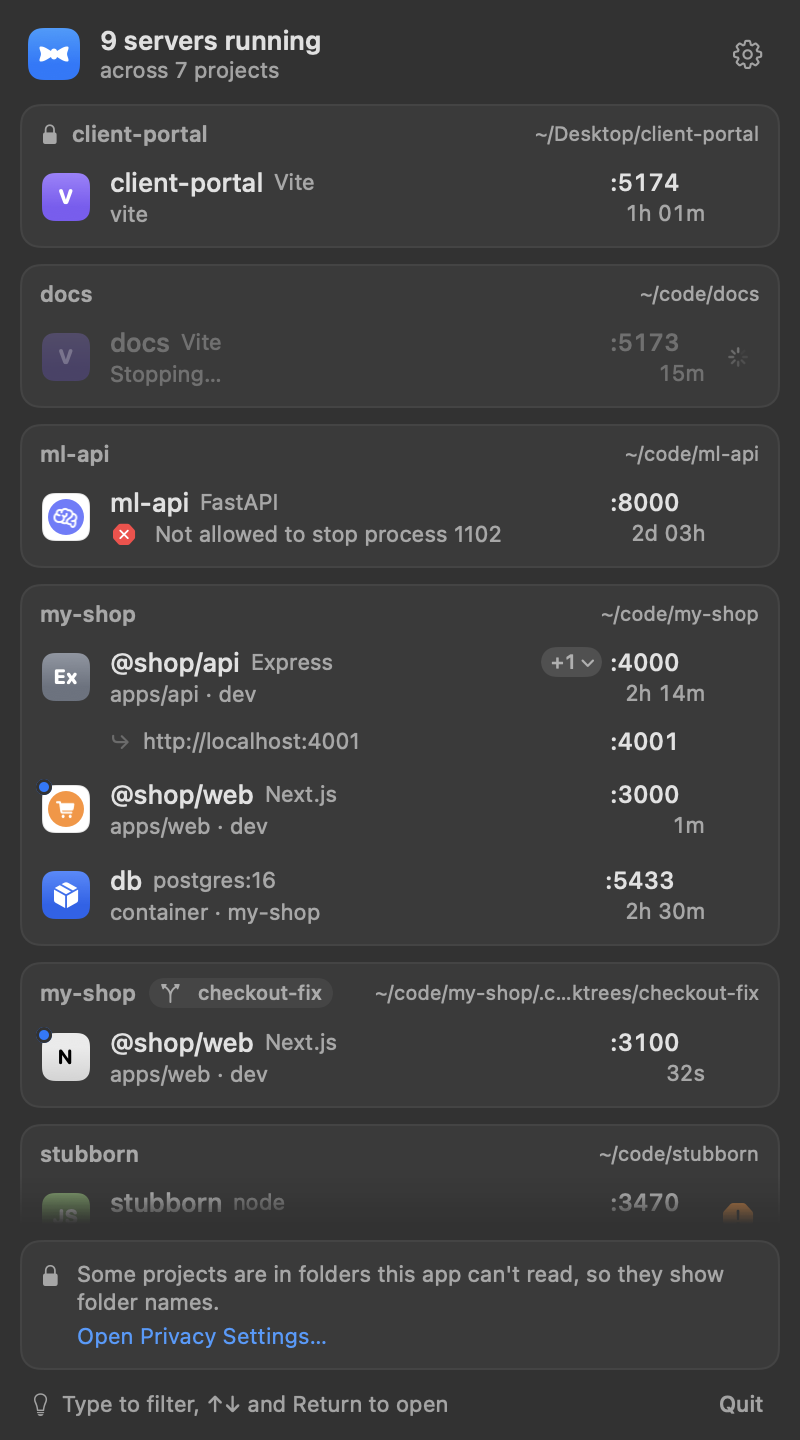 9 servers running
across 7 projects
client-portal ~/Desktop/client-portal
V client-portal Vite :5174
vite 1h 01m
docs ~/code/docs
V docs Vite :5173
Stopping... 15m
ml-api ~/code/ml-api
ml-api FastAPI :8000
Not allowed to stop process 1102 2d 03h
my-shop ~/code/my-shop
Ex @shop/api Express +1 :4000
apps/api · dev 2h 14m
http://localhost:4001 :4001
@shop/web Next.js :3000
apps/web · dev 1m
db postgres:16 :5433
container · my-shop 2h 30m
my-shop checkout-fix ~/code/my-shop/.c...ktrees/checkout-fix
N @shop/web Next.js :3100
apps/web · dev 32s
stubborn ~/code/stubborn
JS stubborn node :3470
Some projects are in folders this app can't read, so they show
folder names.
Open Privacy Settings...
Type to filter, ↑↓ and Return to open Quit